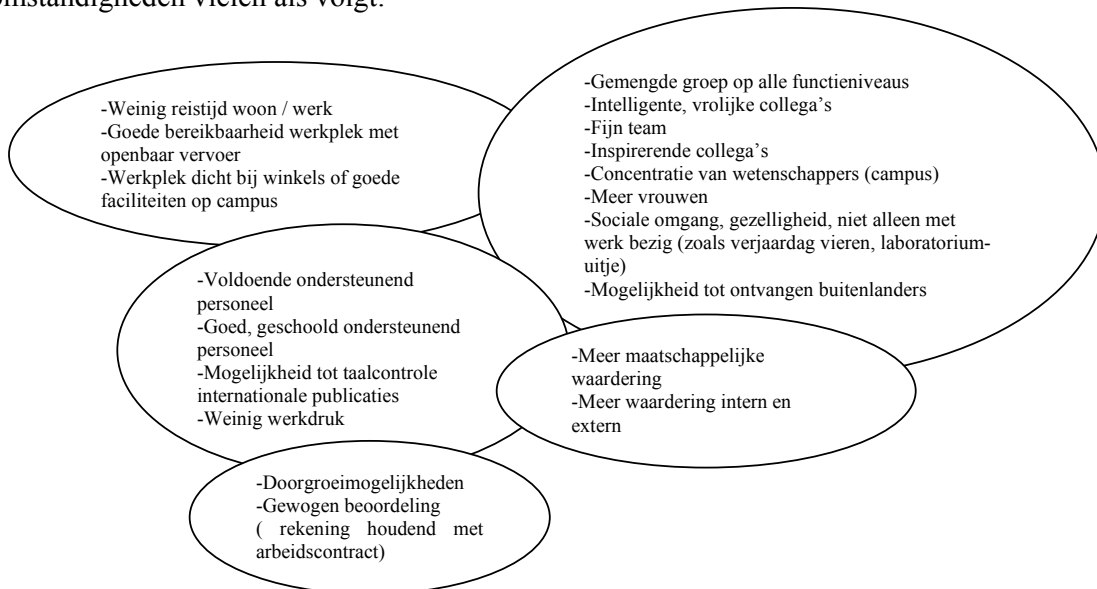 omstandigheden vielen als volgt:
-Weinig reistijd woon / werk
-Goede bereikbaarheid werkplek met
openbaar vervoer
-Werkplek dicht bij winkels of goede
faciliteiten op campus
-Gemengde groep op alle functieniveaus
-Intelligente, vrolijke collega’s
-Fijn team
-Inspirerende collega’s
-Concentratie van wetenschappers (campus)
-Meer vrouwen
-Sociale omgang, gezelligheid, niet alleen met
werk bezig (zoals verjaardag vieren, laboratorium-
uitje)
-Mogelijkheid tot ontvangen buitenlanders
-Voldoende ondersteunend
personeel
-Goed, geschoold ondersteunend
personeel
-Mogelijkheid tot taalcontrole
internationale publicaties
-Weinig werkdruk
-Meer maatschappelijke
waardering
-Meer waardering intern en
extern
-Doorgroeimogelijkheden
-Gewogen beoordeling
( rekening houdend met
arbeidscontract)